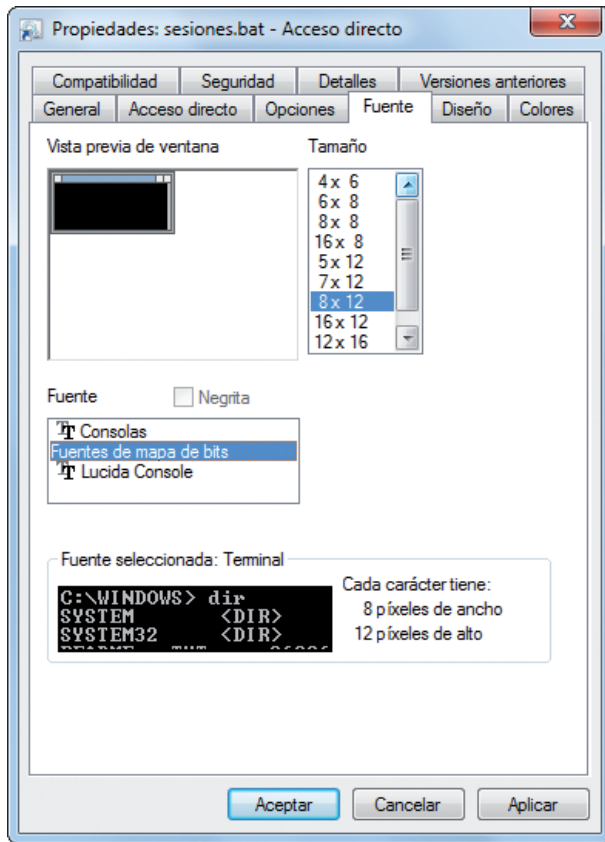 Propiedades: sesiones.bat - Acceso directo
Compatibilidad Seguridad Detalles Versiones anteriores
General Acceso directo Opciones Fuente Diseño Colores
Vista previa de ventana Tamaño
4 x 6
6 x 8
8 x 8
16 x 8
5 x 12
7 x 12
8 x 12
16 x 12
12 x 16
Fuente Negrita
Consolas
Fuentes de mapa de bits
Lucida Console
Fuente seleccionada: Terminal
C:\WINDOWS> dir
SYSTEM <DIR>
SYSTEM32 <DIR>
Cada carácter tiene:
8 píxeles de ancho
12 píxeles de alto
Aceptar Cancelar Aplicar